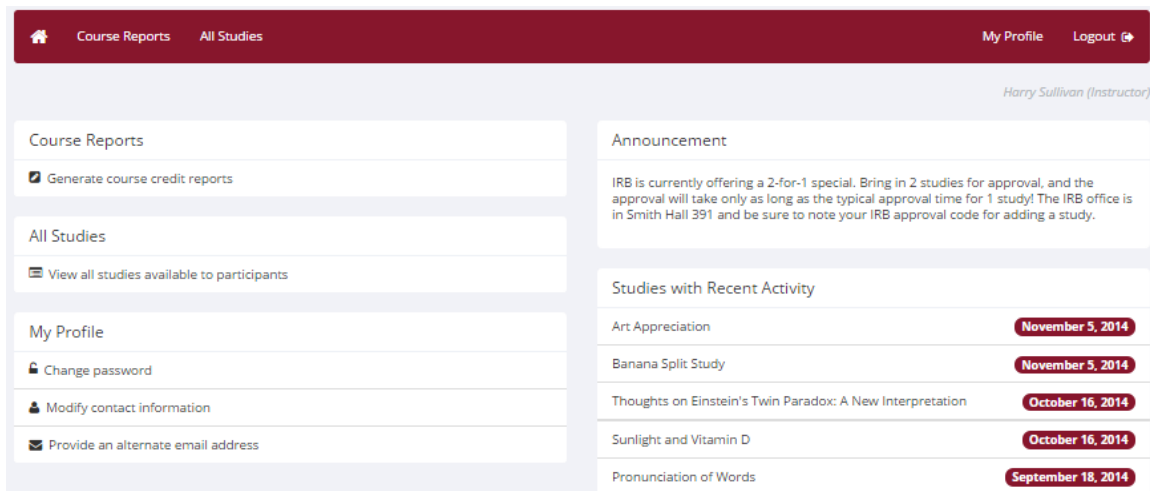 Course Reports All Studies My Profile Logout
Harry Sullivan (Instructor)
Course Reports
Generate course credit reports
All Studies
View all studies available to participants
My Profile
Change password
Modify contact information
Provide an alternate email address
Announcement
IRB is currently offering a 2-for-1 special. Bring in 2 studies for approval, and the
approval will take only as long as the typical approval time for 1 study! The IRB office is
in Smith Hall 391 and be sure to note your IRB approval code for adding a study.
Studies with Recent Activity
Art Appreciation November 5, 2014
Banana Split Study November 5, 2014
Thoughts on Einstein's Twin Paradox: A New Interpretation October 16, 2014
Sunlight and Vitamin D October 16, 2014
Pronunciation of Words September 18, 2014